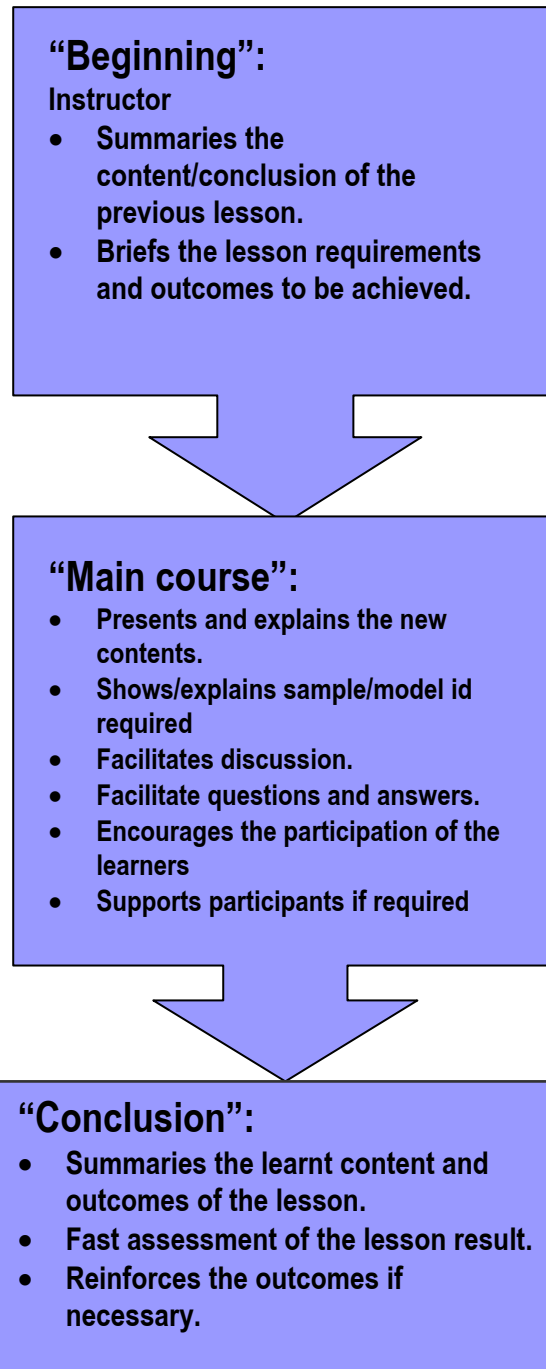 “Beginning”:
Instructor
• Summaries the
content/conclusion of the
previous lesson.
• Briefs the lesson requirements
and outcomes to be achieved.
“Main course”:
• Presents and explains the new
contents.
• Shows/explains sample/model id
required
• Facilitates discussion.
• Facilitate questions and answers.
• Encourages the participation of the
learners
• Supports participants if required
“Conclusion”:
• Summaries the learnt content and
outcomes of the lesson.
• Fast assessment of the lesson result.
• Reinforces the outcomes if
necessary.